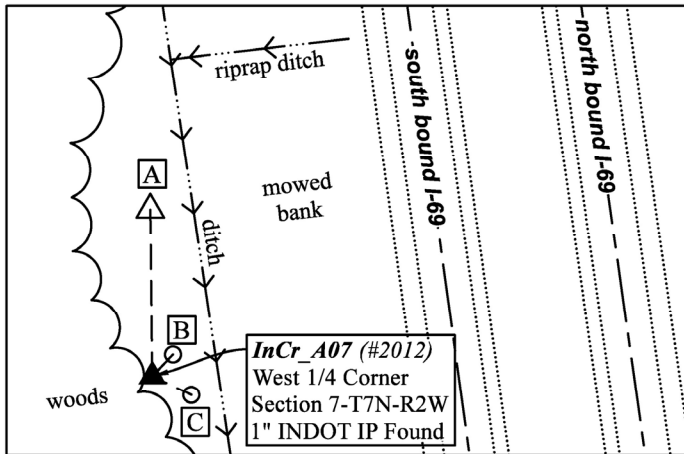 riprap ditch
south bound I-69
north bound I-69
A
mowed
bank
ditch
B
InCr_A07 (#2012)
West 1/4 Corner
Section 7-T7N-R2W
1" INDOT IP Found
woods
C